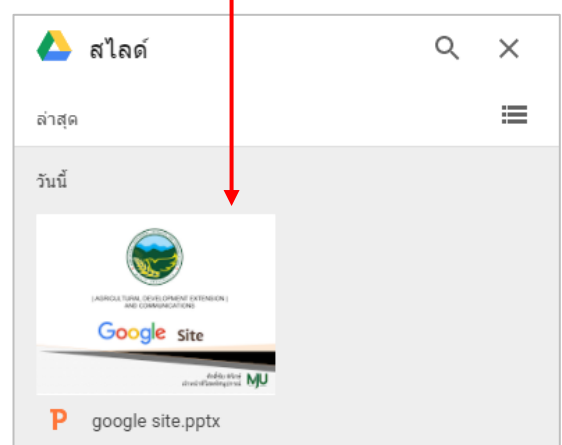 สไลด์
ล่าสุด
วันนี้
[AGRICULTURAL DEVELOPMENT EXTENSION]
AND COMMUNICATIONS
Google Site
MJU
P google site.pptx